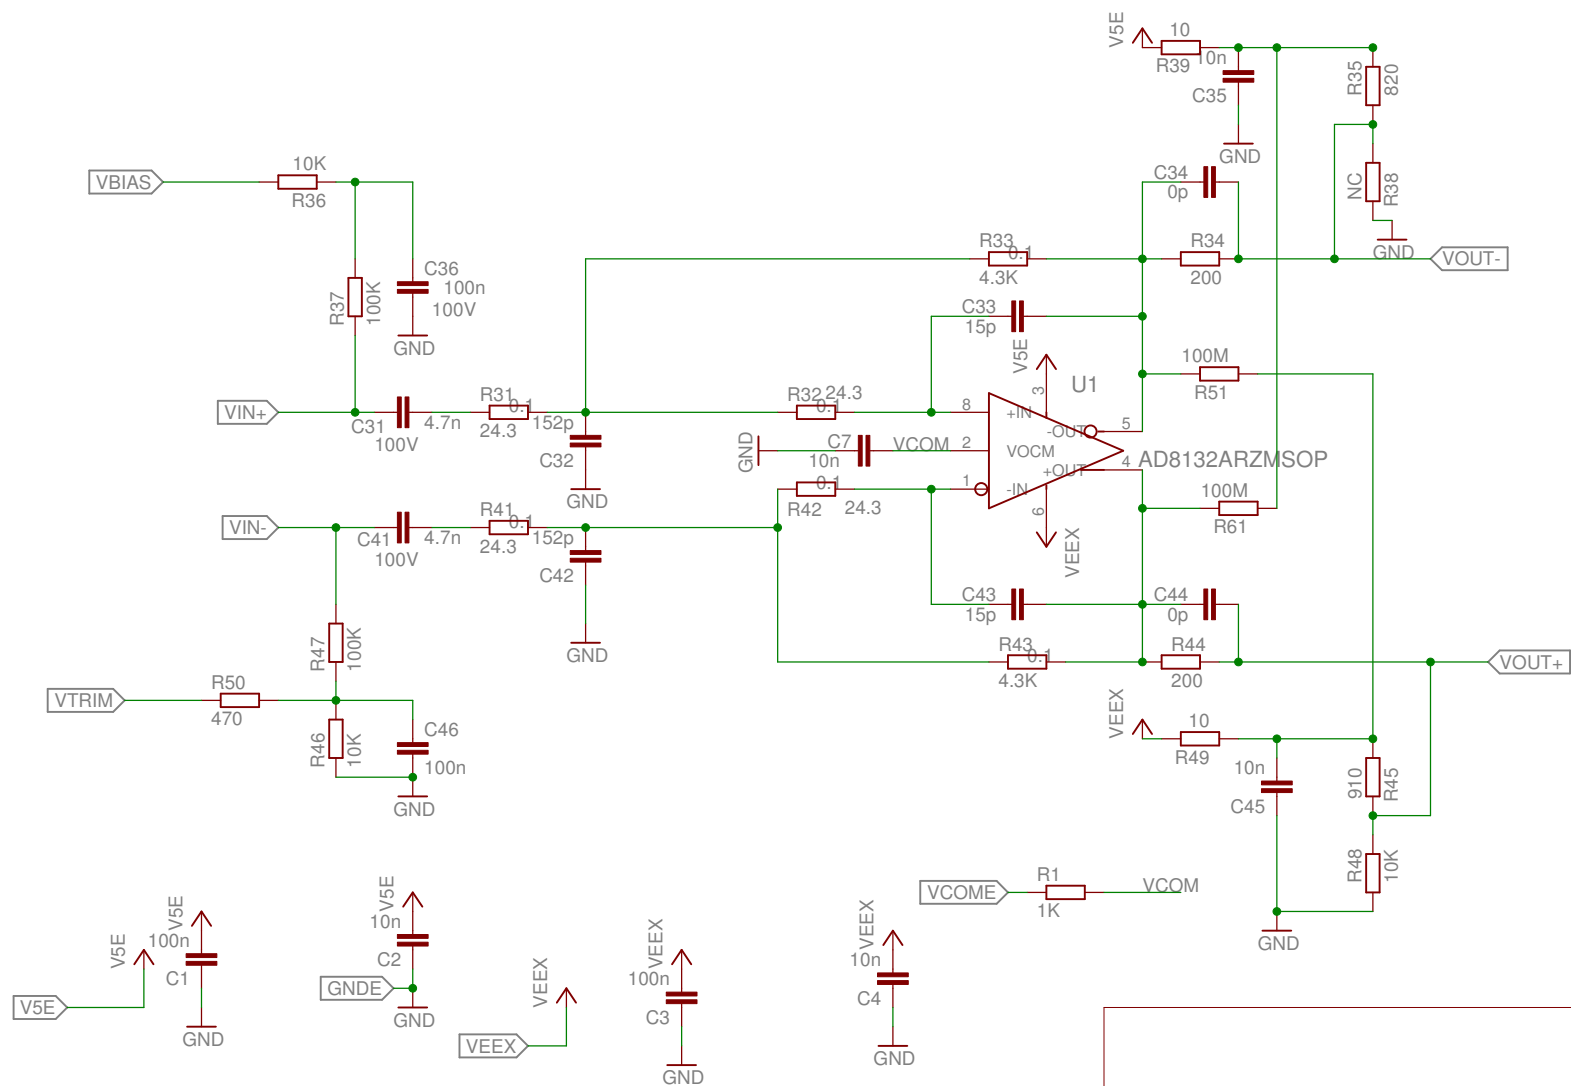 V5E
10
R39
10n
C35
GND
R35
820
NC
R38
GND
VBIAS
10K
R36
C34
0p
R33
0.1
4.3K
R34
200
VOUT-
R37
100K
C36
100n
100V
GND
C33
15p
V5E
3
U1
100M
R51
VIN+
C31
4.7n
100V
R31
0.1
24.3
152p
C32
GND
R32
24.3
0.1
8
+IN
-OUT
5
GND
C7
10n
VCOM
2
VOCM
AD8132ARZMSOP
+OUT
4
R42
0.1
24.3
1
-IN
6
VEEX
100M
R61
VIN-
C41
4.7n
100V
R41
0.1
24.3
152p
C42
GND
C43
15p
C44
0p
R43
0.1
4.3K
R44
200
VOUT+
R47
100K
VTRIM
R50
470
R46
10K
C46
100n
GND
VEEX
10
R49
10n
C45
910
R45
R48
10K
GND
VCOME
R1
1K
VCOM
V5E
V5E
V5E
100n
C1
GND
V5E
10n
C2
GNDE
GND
VEEX
VEEX
VEEX
100n
C3
GND
VEEX
10n
C4
GND